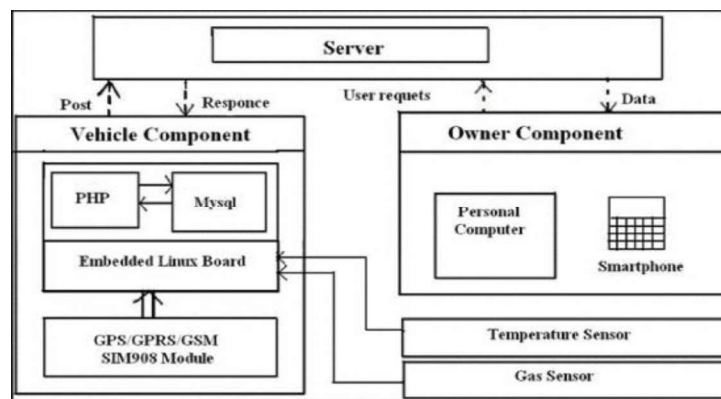 Server
Post
Responce
User requets
Data
Vehicle Component
Owner Component
PHP
Mysql
Personal
Computer
Smartphone
Embedded Linux Board
GPS/GPRS/GSM
SIM908 Module
Temperature Sensor
Gas Sensor